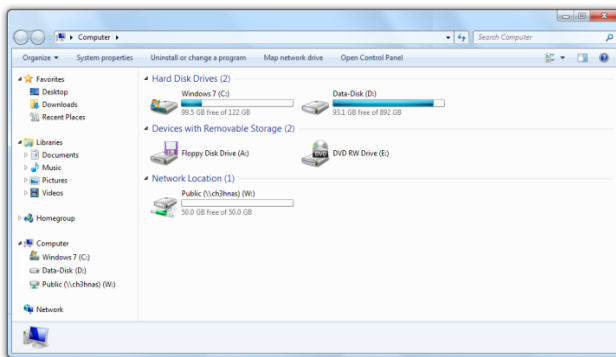 Computer
Search Computer
Organize
System properties
Uninstall or change a program
Map network drive
Open Control Panel
Favorites
Desktop
Downloads
Recent Places
Libraries
Documents
Music
Pictures
Videos
Homegroup
Computer
Windows 7 (C:)
Data-Disk (D:)
Public (\\ch3hnas) (W:)
Network
Hard Disk Drives (2)
Windows 7 (C:)
99.5 GB free of 122 GB
Data-Disk (D:)
93.1 GB free of 892 GB
Devices with Removable Storage (2)
Floppy Disk Drive (A:)
DVD
DVD RW Drive (E:)
Network Location (1)
Public (\\ch3hnas) (W:)
50.0 GB free of 50.0 GB